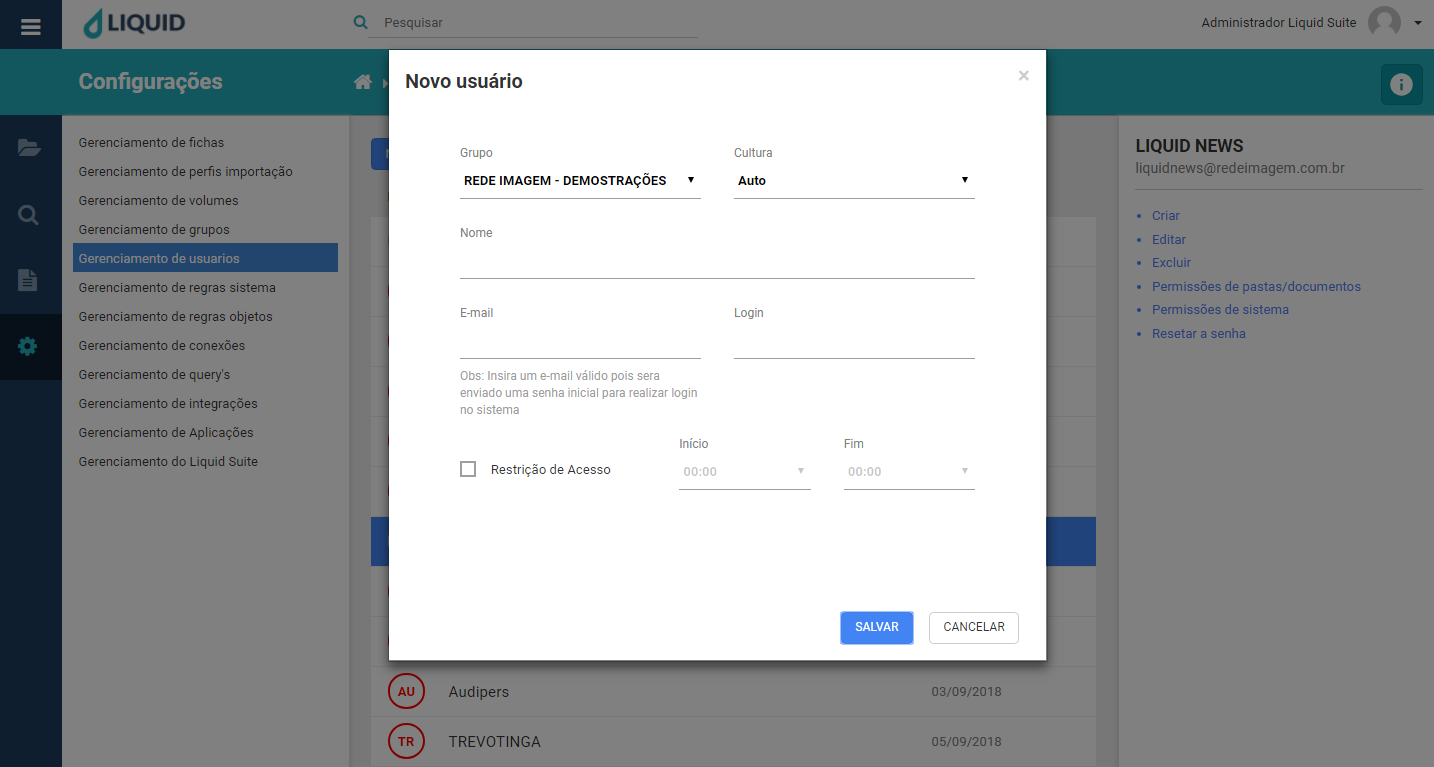 LIQUID
Pesquisar
Administrador Liquid Suite
Configurações
Gerenciamento de fichas
Gerenciamento de perfis importação
Gerenciamento de volumes
Gerenciamento de grupos
Gerenciamento de usuarios
Gerenciamento de regras sistema
Gerenciamento de regras objetos
Gerenciamento de conexões
Gerenciamento de query's
Gerenciamento de integrações
Gerenciamento de Aplicações
Gerenciamento do Liquid Suite
Novo usuário
×
Grupo
Cultura
REDE IMAGEM - DEMOSTRAÇÕES
Auto
Nome
E-mail
Login
Obs: Insira um e-mail válido pois sera
enviado uma senha inicial para realizar login
no sistema
Início
Fim
Restrição de Acesso
00:00
00:00
SALVAR
CANCELAR
AU
Audipers
03/09/2018
TR
TREVOTINGA
05/09/2018
LIQUID NEWS
liquidnews@redeimagem.com.br
• Criar
• Editar
• Excluir
• Permissões de pastas/documentos
• Permissões de sistema
• Resetar a senha